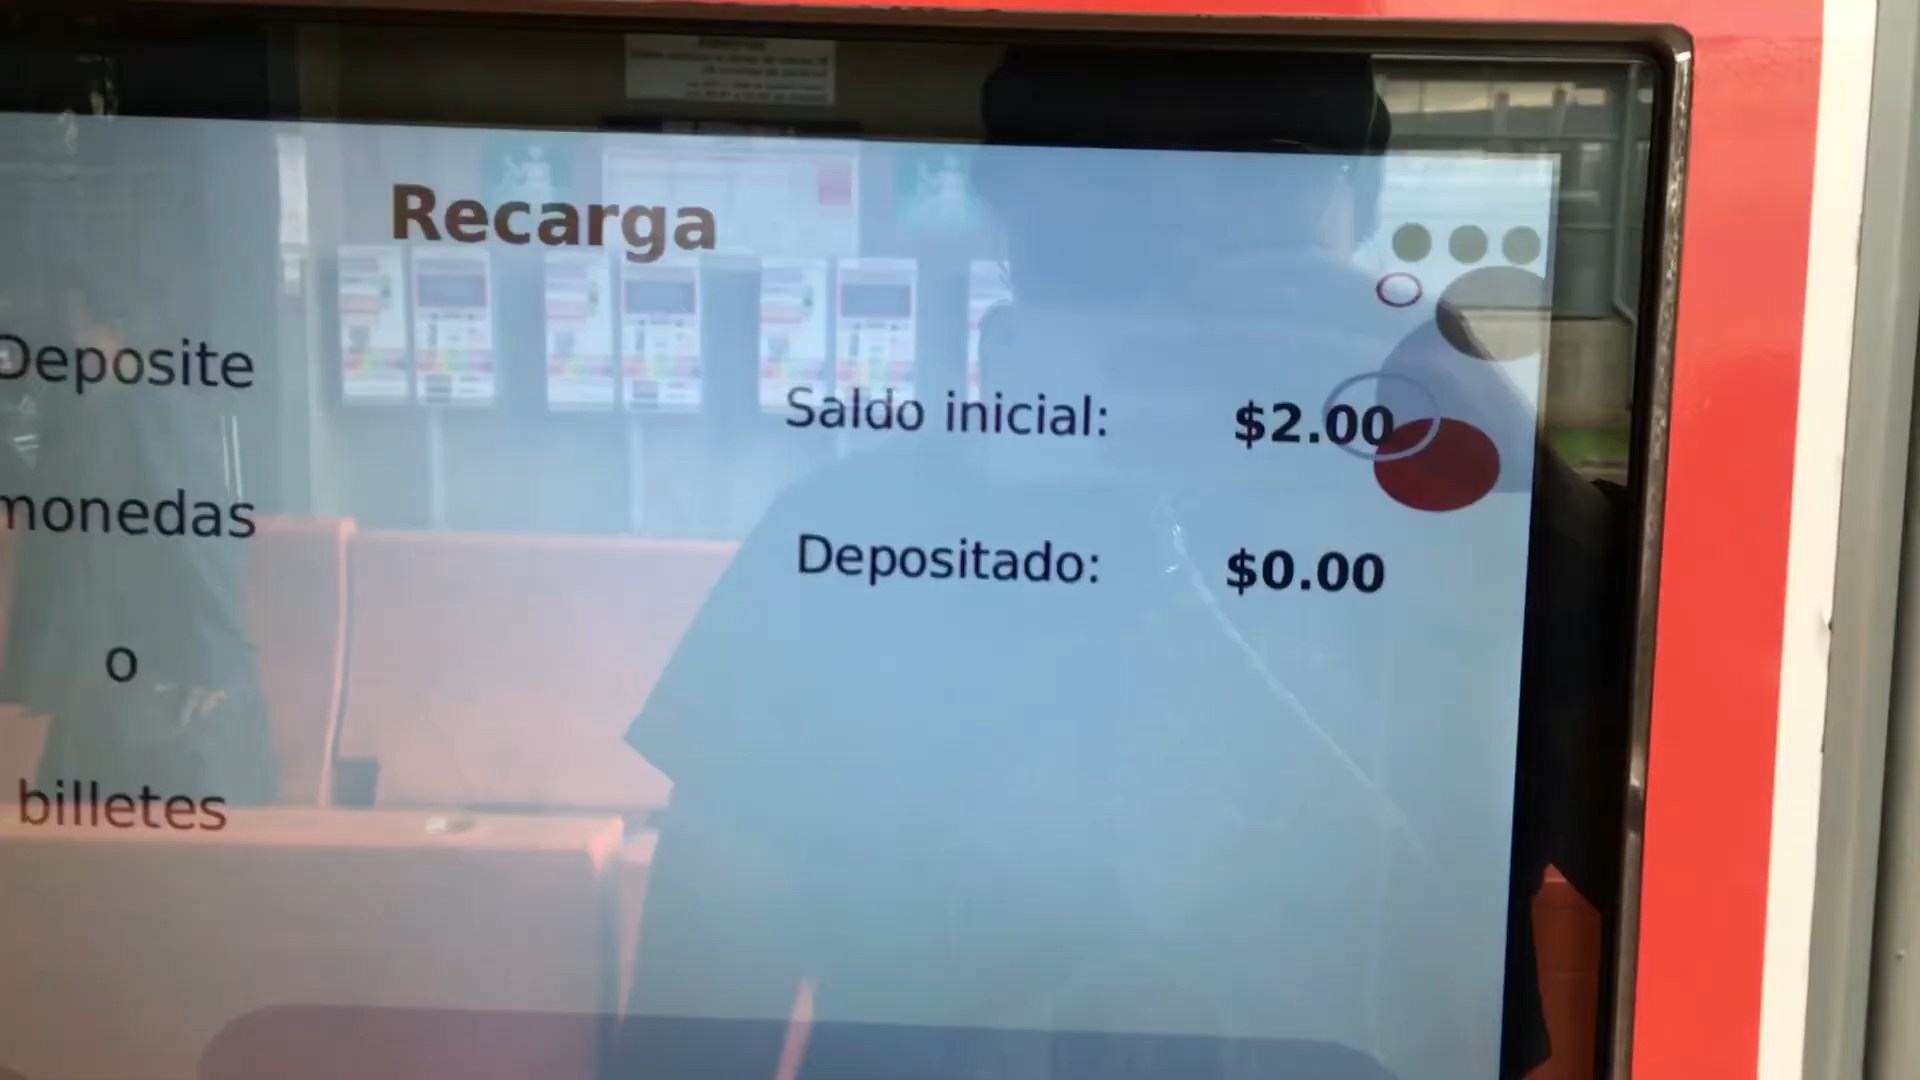 Recarga
Deposite
monedas
o
billetes
Saldo inicial: $2.00
Depositado: $0.00